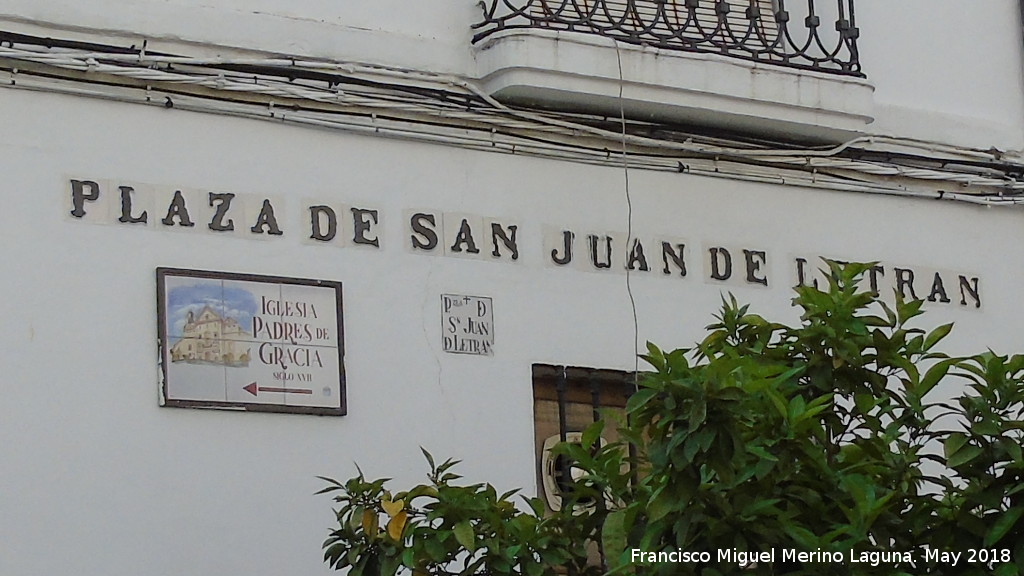 PLAZA DE SAN JUAN DE LETRAN
IGLESIA
PADRES DE
GRACIA
SIGLO XVII
D
Sn JUAN
D LETRAN
Francisco Miguel Merino Laguna. May 2018